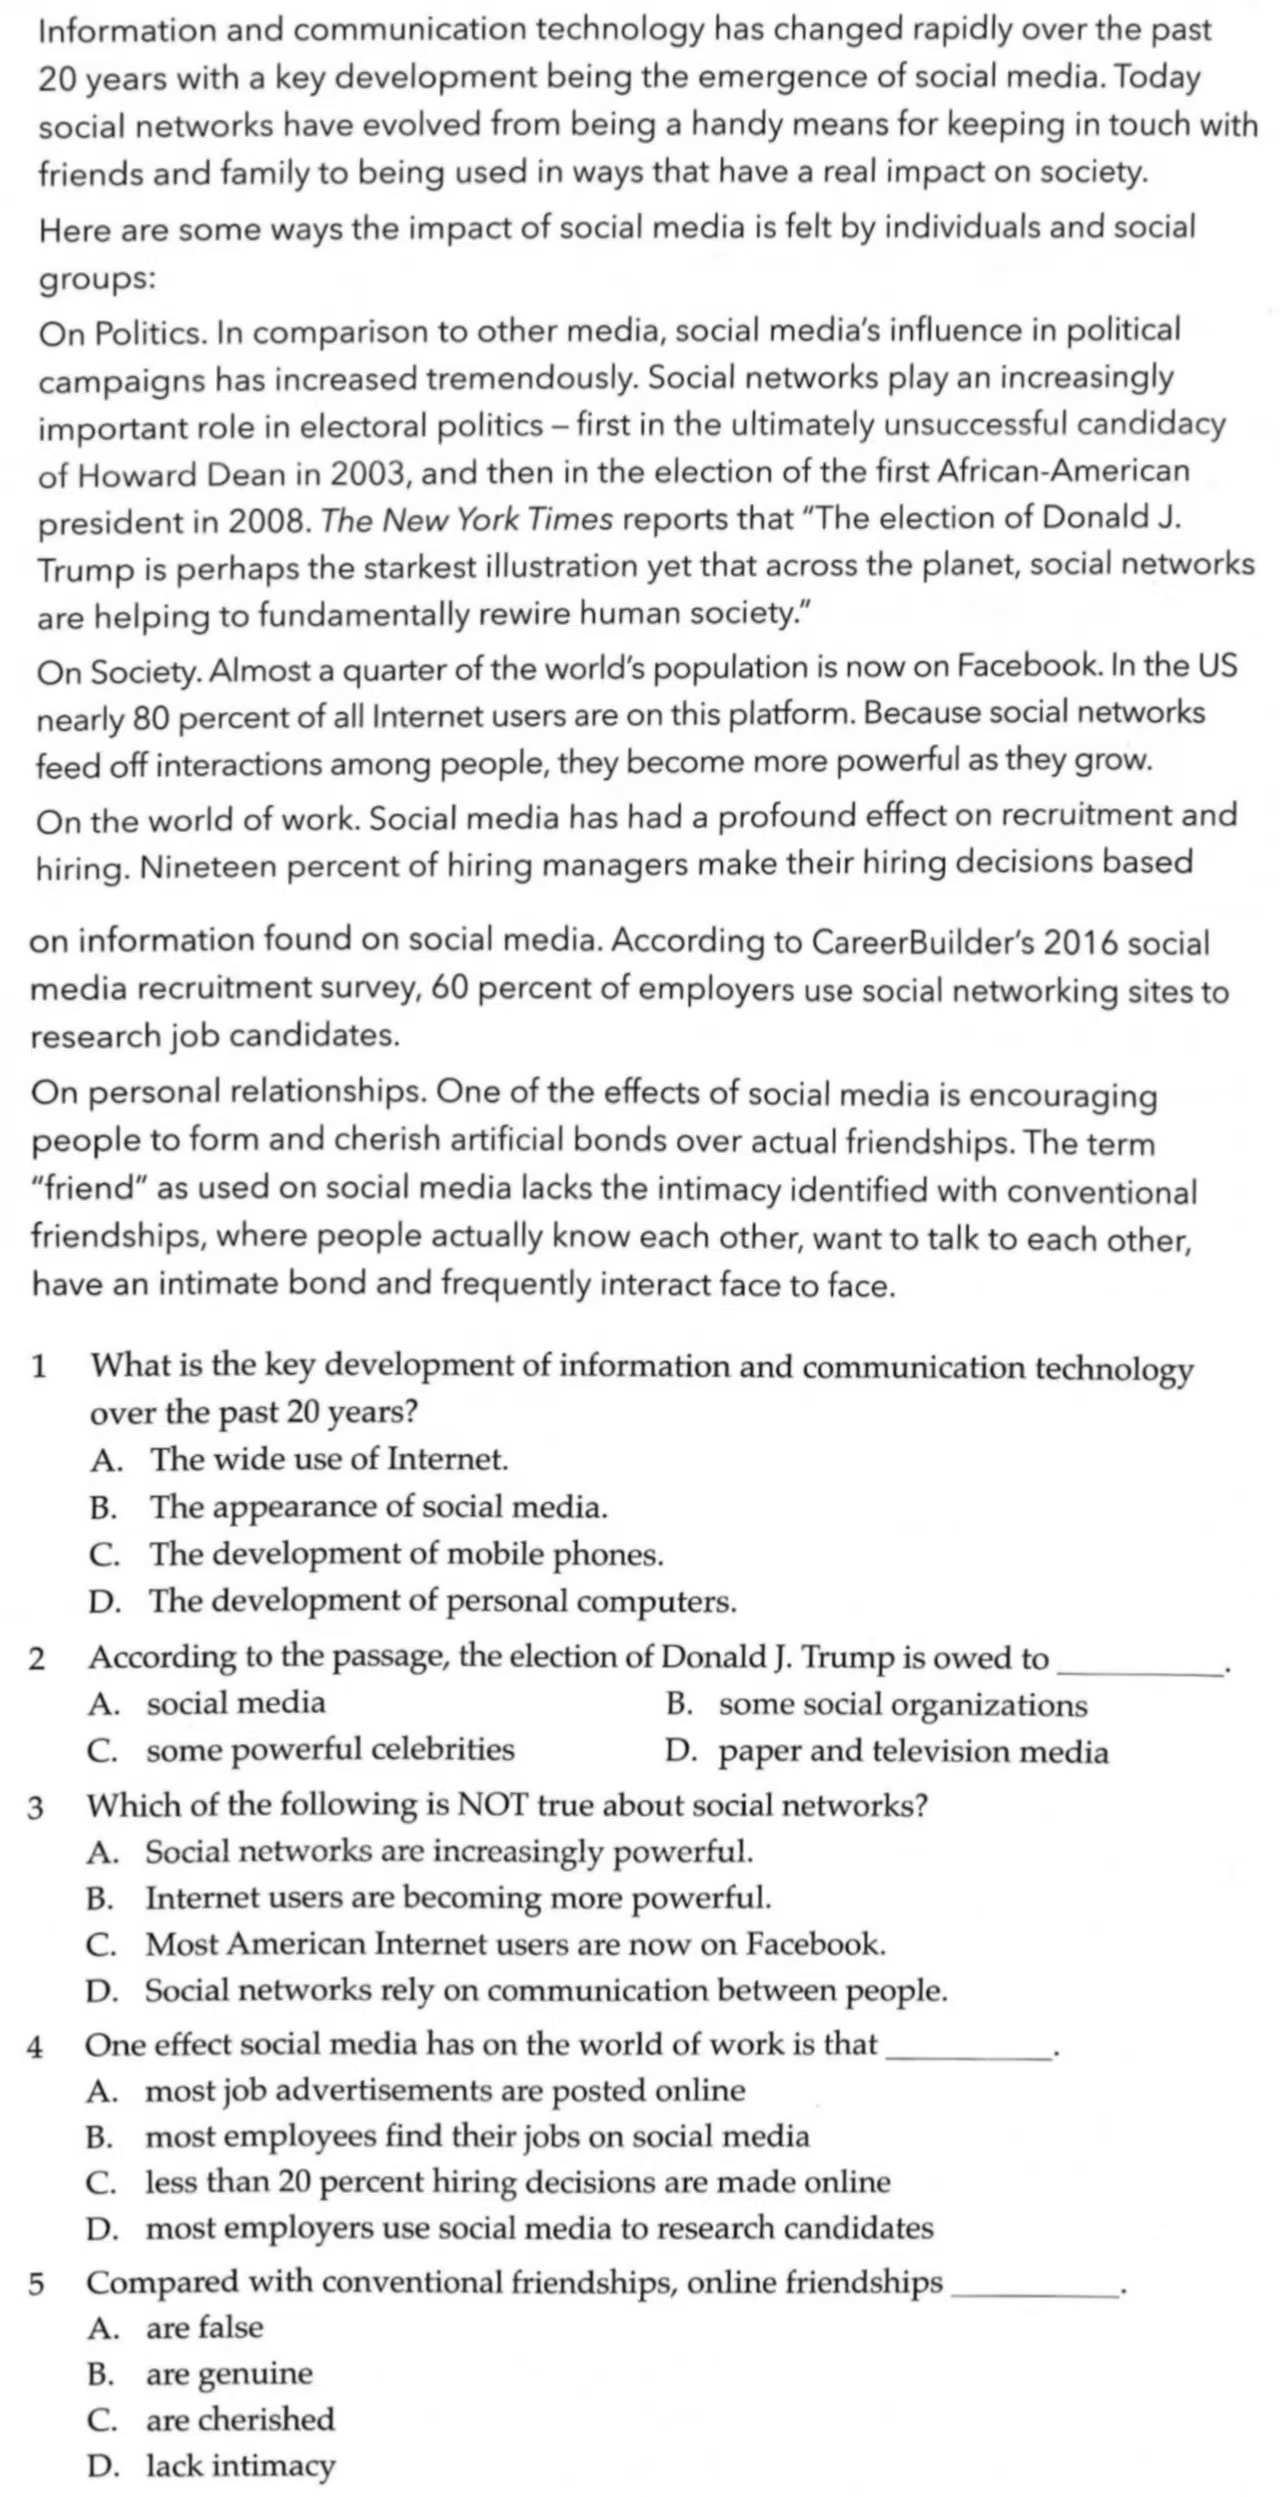 Information and communication technology has changed rapidly over the past
20 years with a key development being the emergence of social media. Today
social networks have evolved from being a handy means for keeping in touch with
friends and family to being used in ways that have a real impact on society.
Here are some ways the impact of social media is felt by individuals and social
groups:
On Politics. In comparison to other media, social media's influence in political
campaigns has increased tremendously. Social networks play an increasingly
important role in electoral politics – first in the ultimately unsuccessful candidacy
of Howard Dean in 2003, and then in the election of the first African-American
president in 2008. The New York Times reports that "The election of Donald J.
Trump is perhaps the starkest illustration yet that across the planet, social networks
are helping to fundamentally rewire human society."
On Society. Almost a quarter of the world's population is now on Facebook. In the US
nearly 80 percent of all Internet users are on this platform. Because social networks
feed off interactions among people, they become more powerful as they grow.
On the world of work. Social media has had a profound effect on recruitment and
hiring. Nineteen percent of hiring managers make their hiring decisions based
on information found on social media. According to CareerBuilder's 2016 social
media recruitment survey, 60 percent of employers use social networking sites to
research job candidates.
On personal relationships. One of the effects of social media is encouraging
people to form and cherish artificial bonds over actual friendships. The term
"friend" as used on social media lacks the intimacy identified with conventional
friendships, where people actually know each other, want to talk to each other,
have an intimate bond and frequently interact face to face.
1 What is the key development of information and communication technology
over the past 20 years?
A. The wide use of Internet.
B. The appearance of social media.
C. The development of mobile phones.
D. The development of personal computers.
2 According to the passage, the election of Donald J. Trump is owed to __________.
A. social media B. some social organizations
C. some powerful celebrities D. paper and television media
3 Which of the following is NOT true about social networks?
A. Social networks are increasingly powerful.
B. Internet users are becoming more powerful.
C. Most American Internet users are now on Facebook.
D. Social networks rely on communication between people.
4 One effect social media has on the world of work is that __________.
A. most job advertisements are posted online
B. most employees find their jobs on social media
C. less than 20 percent hiring decisions are made online
D. most employers use social media to research candidates
5 Compared with conventional friendships, online friendships __________.
A. are false
B. are genuine
C. are cherished
D. lack intimacy